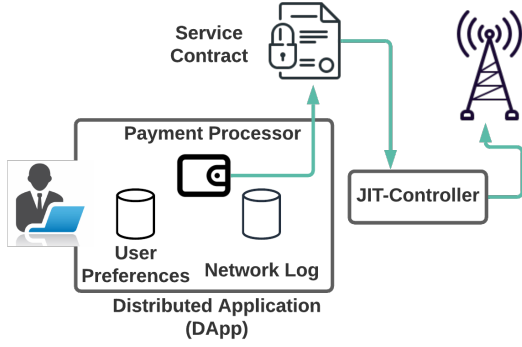 Service
Contract
Payment Processor
JIT-Controller
User
Preferences
Network Log
Distributed Application
(DApp)